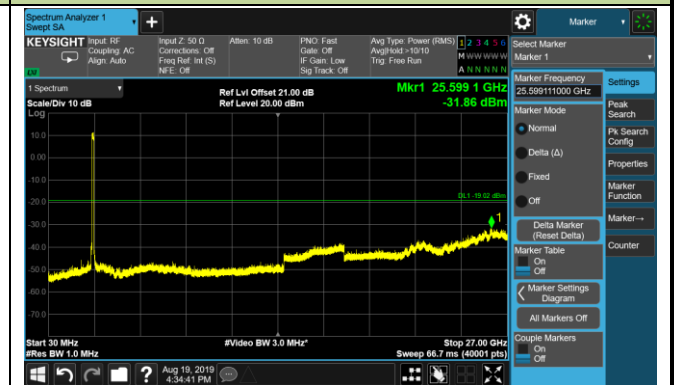 Spectrum Analyzer 1
Swept SA
+
Marker
KEYSIGHT
Input: RF
Coupling: AC
Align: Auto
Input Z: 50 Ω
Corrections: Off
Freq Ref: Int (S)
NFE: Off
Atten: 10 dB
PNO: Fast
Gate: Off
IF Gain: Low
Sig Track: Off
Avg Type: Power (RMS)
Avg|Hold >10/10
Trig: Free Run
1 2 3 4 5 6
M W W W W W
A N N N N N
LXI
Select Marker
Marker 1
1 Spectrum
Scale/Div 10 dB
Log
Ref Lvl Offset 21.00 dB
Ref Level 20.00 dBm
Mkr1 25.599 1 GHz
-31.86 dBm
10.0
0.00
-10.0
-20.0
-30.0
-40.0
-50.0
-60.0
-70.0
DL1 -19.02 dBm
1
Start 30 MHz
#Res BW 1.0 MHz
#Video BW 3.0 MHz*
Stop 27.00 GHz
Sweep 66.7 ms (40001 pts)
Marker Frequency
25.599111000 GHz
Marker Mode
Normal
Delta (Δ)
Fixed
Off
Delta Marker
(Reset Delta)
Marker Table
On
Off
Marker Settings
Diagram
All Markers Off
Couple Markers
On
Off
Settings
Peak
Search
Pk Search
Config
Properties
Marker
Function
Marker→
Counter
?
Aug 19, 2019
4:34:41 PM